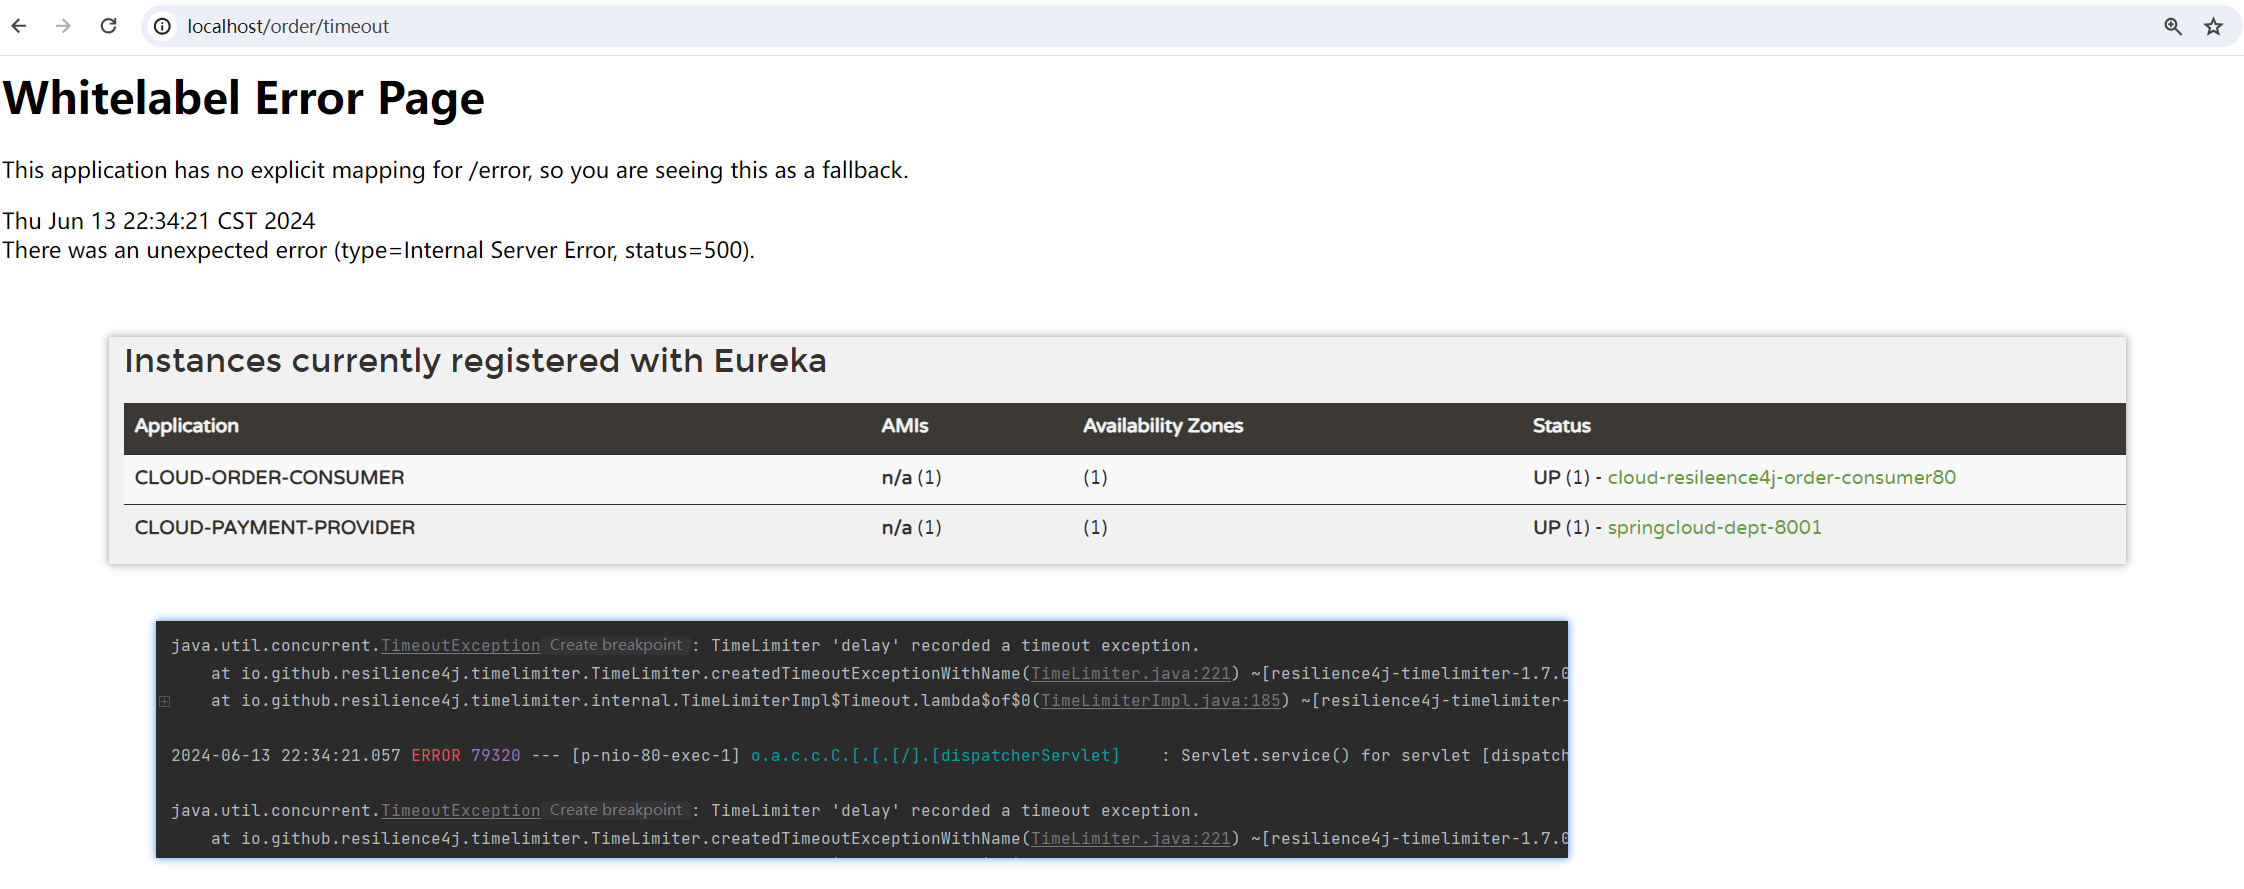 localhost/order/timeout
Whitelabel Error Page
This application has no explicit mapping for /error, so you are seeing this as a fallback.
Thu Jun 13 22:34:21 CST 2024
There was an unexpected error (type=Internal Server Error, status=500).
Instances currently registered with Eureka
Application AMIs Availability Zones Status
CLOUD-ORDER-CONSUMER n/a (1) (1) UP (1) - cloud-resileence4j-order-consumer80
CLOUD-PAYMENT-PROVIDER n/a (1) (1) UP (1) - springcloud-dept-8001
java.util.concurrent.TimeoutException Create breakpoint : TimeLimiter 'delay' recorded a timeout exception.
at io.github.resilience4j.timelimiter.TimeLimiter.createdTimeoutExceptionWithName(TimeLimiter.java:221) ~[resilience4j-timelimiter-1.7.0
at io.github.resilience4j.timelimiter.internal.TimeLimiterImpl$Timeout.lambda$of$0(TimeLimiterImpl.java:185) ~[resilience4j-timelimiter-
2024-06-13 22:34:21.057 ERROR 79320 --- [p-nio-80-exec-1] o.a.c.c.C.[.[.[/].[dispatcherServlet] : Servlet.service() for servlet [dispatch
java.util.concurrent.TimeoutException Create breakpoint : TimeLimiter 'delay' recorded a timeout exception.
at io.github.resilience4j.timelimiter.TimeLimiter.createdTimeoutExceptionWithName(TimeLimiter.java:221) ~[resilience4j-timelimiter-1.7.0